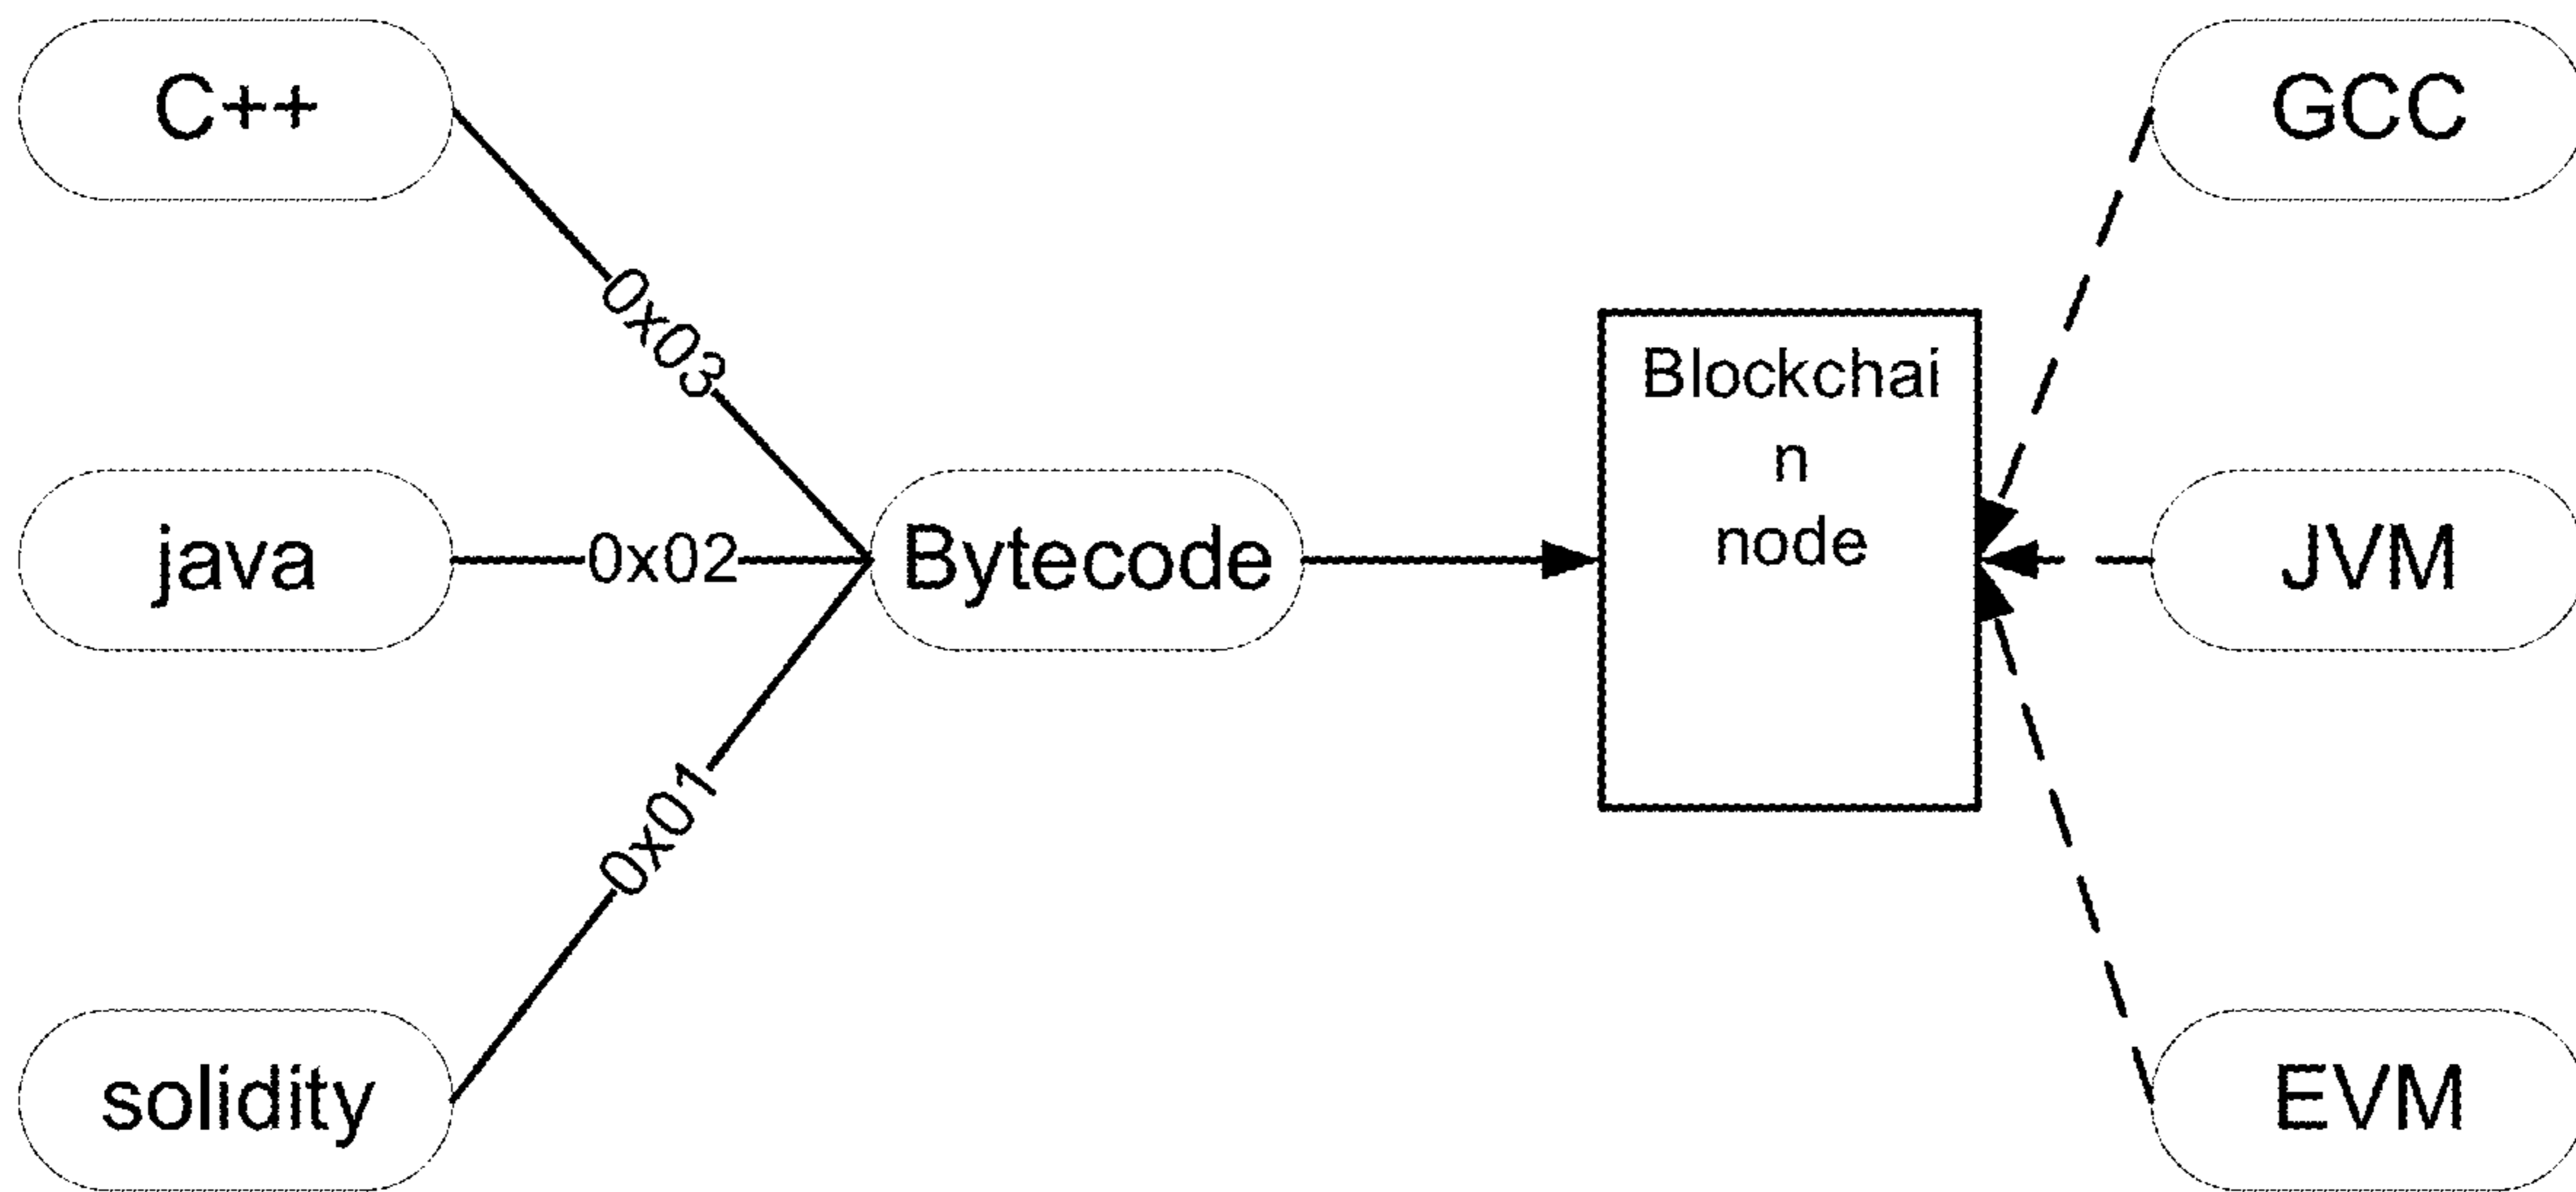 C++
GCC
0x03
Blockchai
n
node
java
0x02
Bytecode
JVM
0x01
solidity
EVM